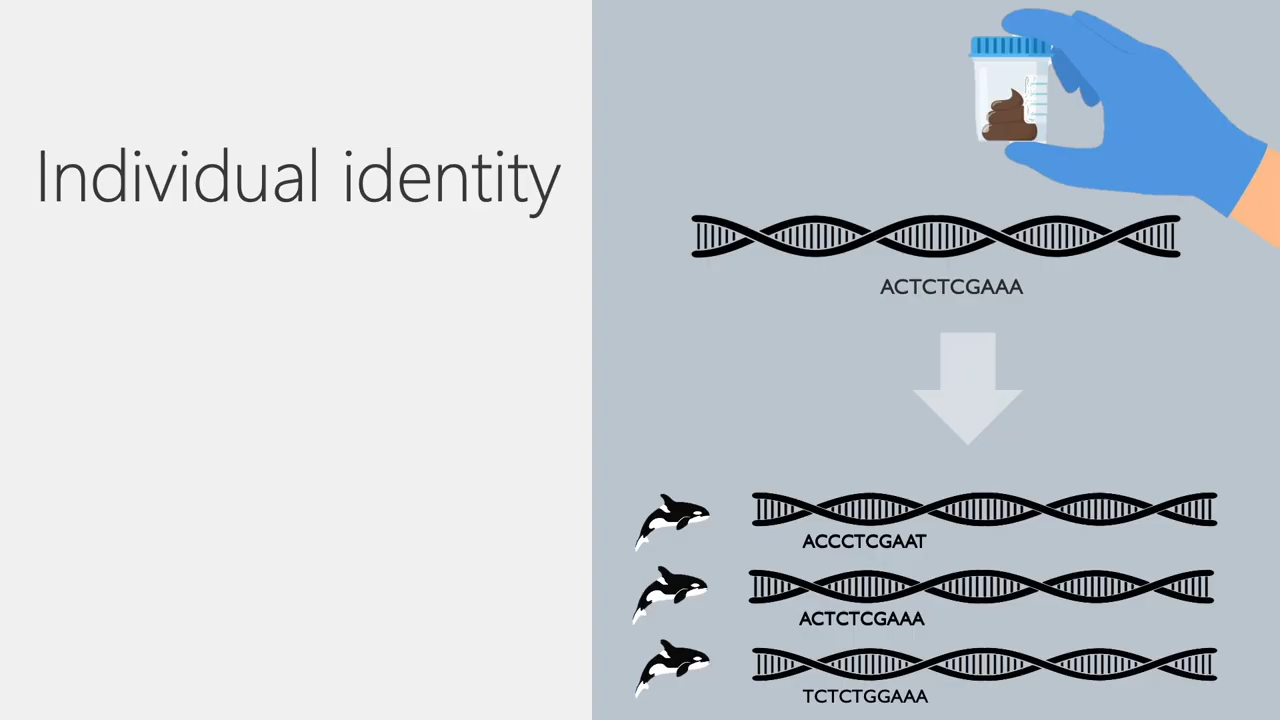 Individual identity
ACTCTCGAAA
ACCCTCGAAT
ACTCTCGAAA
TCTCTGGAAA